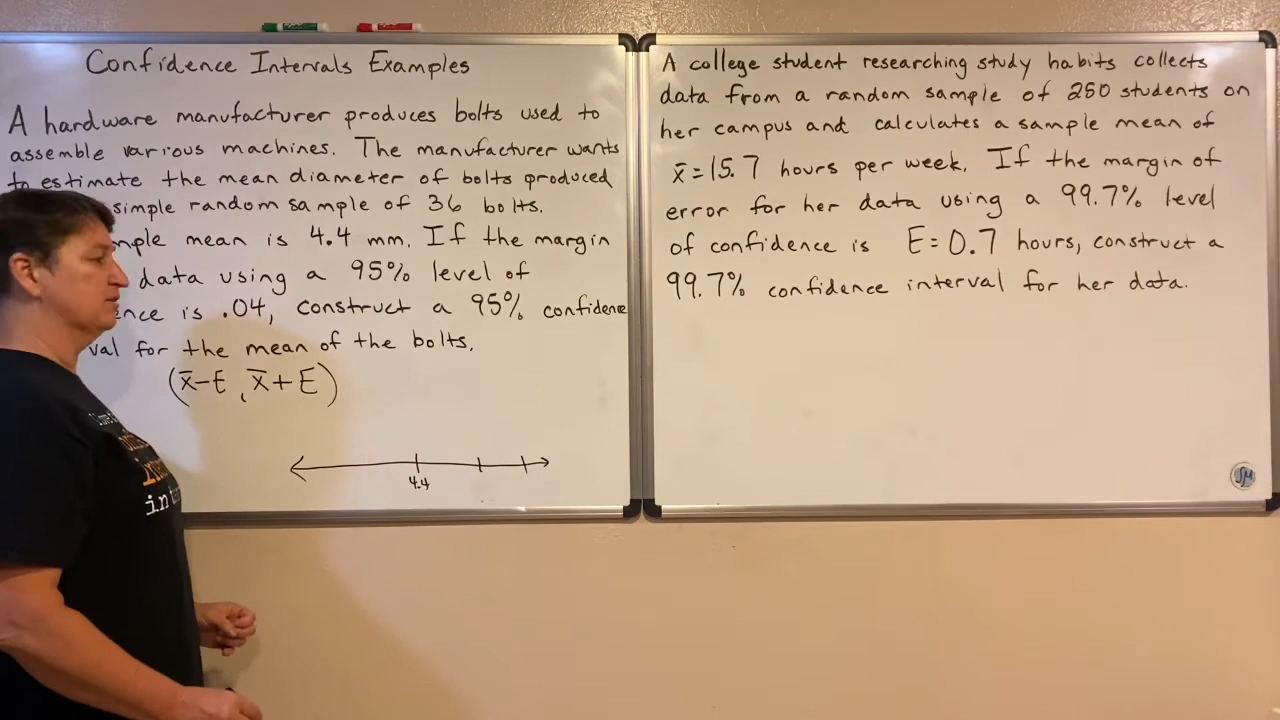 Confidence Intervals Examples
A hardware manufacturer produces bolts used to
assemble various machines. The manufacturer wants
to estimate the mean diameter of bolts produced
simple random sample of 36 bolts.
mple mean is 4.4 mm. If the margin
data using a 95% level of
ence is .04, construct a 95% confidence
val for the mean of the bolts.
(x̄-E, x̄+E)
4.4
in
A college student researching study habits collects
data from a random sample of 250 students on
her campus and calculates a sample mean of
x̄=15.7 hours per week. If the margin of
error for her data using a 99.7% level
of confidence is E=0.7 hours, construct a
99.7% confidence interval for her data.